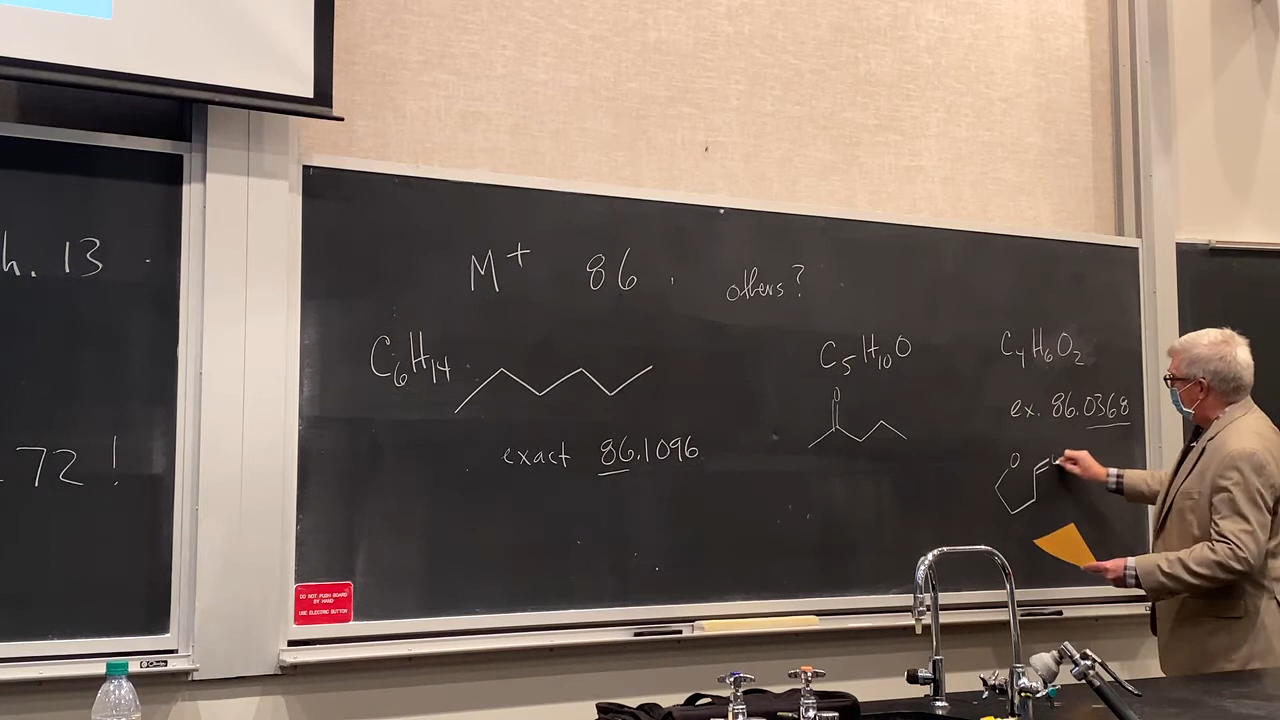 h. 13
72!
M⁺ 86
others?
C₆H₁₄
exact 86.1096
C₅H₁₀O
O
C₄H₆O₂
ex. 86.0368
O
DO NOT PUSH BOARD
BY HAND
USE ELECTRIC BUTTON